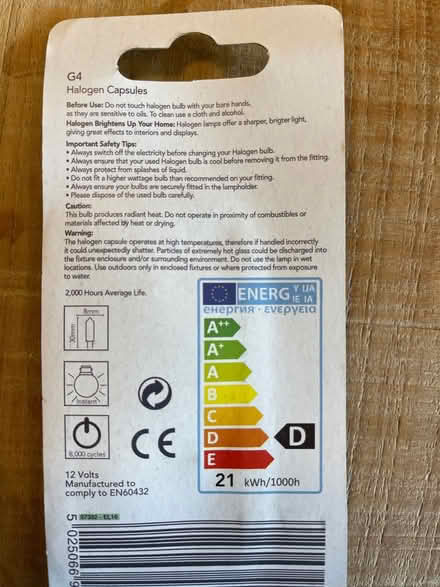 G4
Halogen Capsules
Before Use: Do not touch halogen bulb with your bare hands,
as they are sensitive to oils. To clean use a cloth and alcohol.
Halogen Brightens Up Your Home: Halogen lamps offer a sharper, brighter light,
giving great effects to interiors and displays.
Important Safety Tips:
• Always switch off the electricity before changing your Halogen bulb.
• Always ensure that your used Halogen bulb is cool before removing it from the fitting.
• Always protect from splashes of liquid.
• Do not fit a higher wattage bulb than recommended on your fitting.
• Always ensure your bulbs are securely fitted in the lampholder.
• Please dispose of the used bulb carefully.
Caution:
This bulb produces radiant heat. Do not operate in proximity of combustibles or
materials affected by heat or drying.
Warning:
The halogen capsule operates at high temperatures, therefore if handled incorrectly
it could unexpectedly shatter. Particles of extremely hot glass could be discharged into
the fixture enclosure and/or surrounding environment. Do not use the lamp in wet
locations. Use outdoors only in enclosed fixtures or where protected from exposure
to water.
2,000 Hours Average Life.
8mm
30mm
Instant
8,000 cycles
CE
12 Volts
Manufactured to
comply to EN60432
ENERG Y UA
IE IA
енергия · ενεργεια
A++
A+
A
B
C
D
E
D
21 kWh/1000h
07382 - EL10
5 025066 9